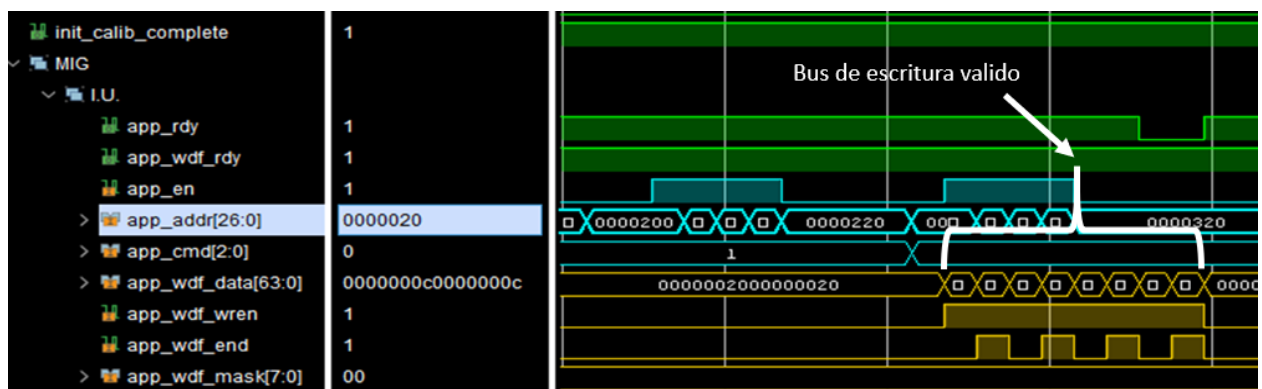 init_calib_complete 1
MIG
I.U.
Bus de escritura valido
app_rdy 1
app_wdf_rdy 1
app_en 1
app_addr[26:0] 0000020 0000200 0000220 0000320
app_cmd[2:0] 0 1
app_wdf_data[63:0] 0000000c0000000c 0000002000000020 0000
app_wdf_wren 1
app_wdf_end 1
app_wdf_mask[7:0] 00